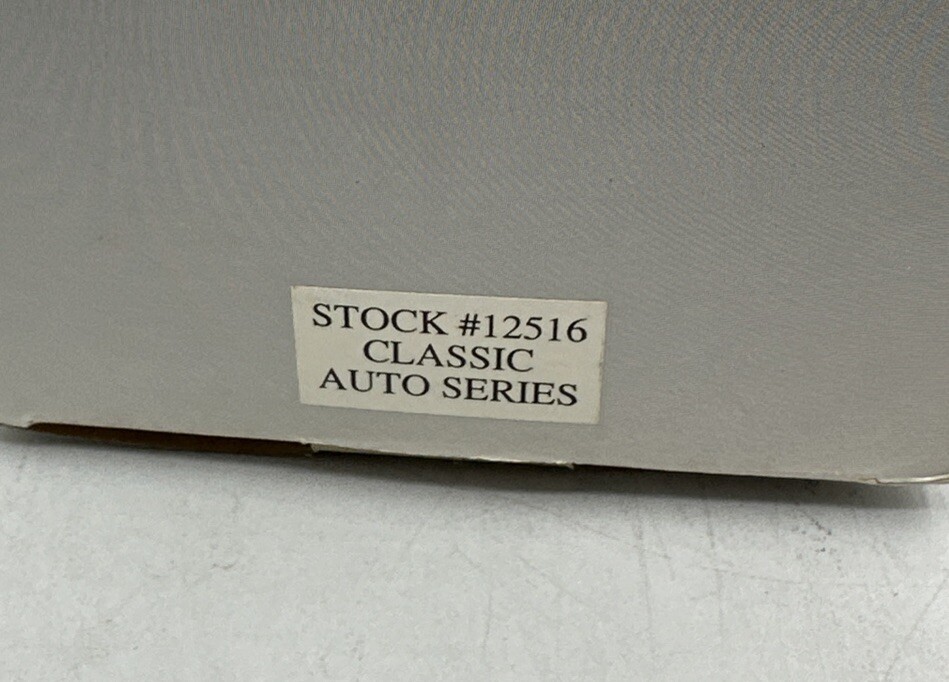 STOCK #12516
CLASSIC
AUTO SERIES